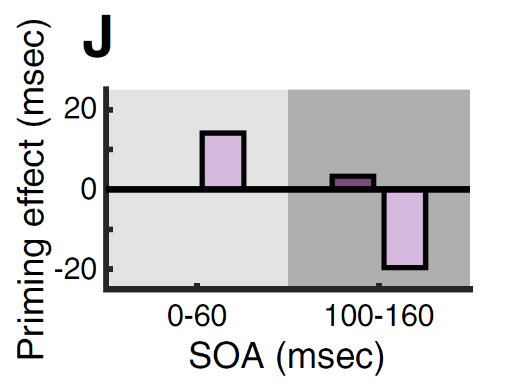 J
Priming effect (msec)
20
0
-20
0-60
100-160
SOA (msec)